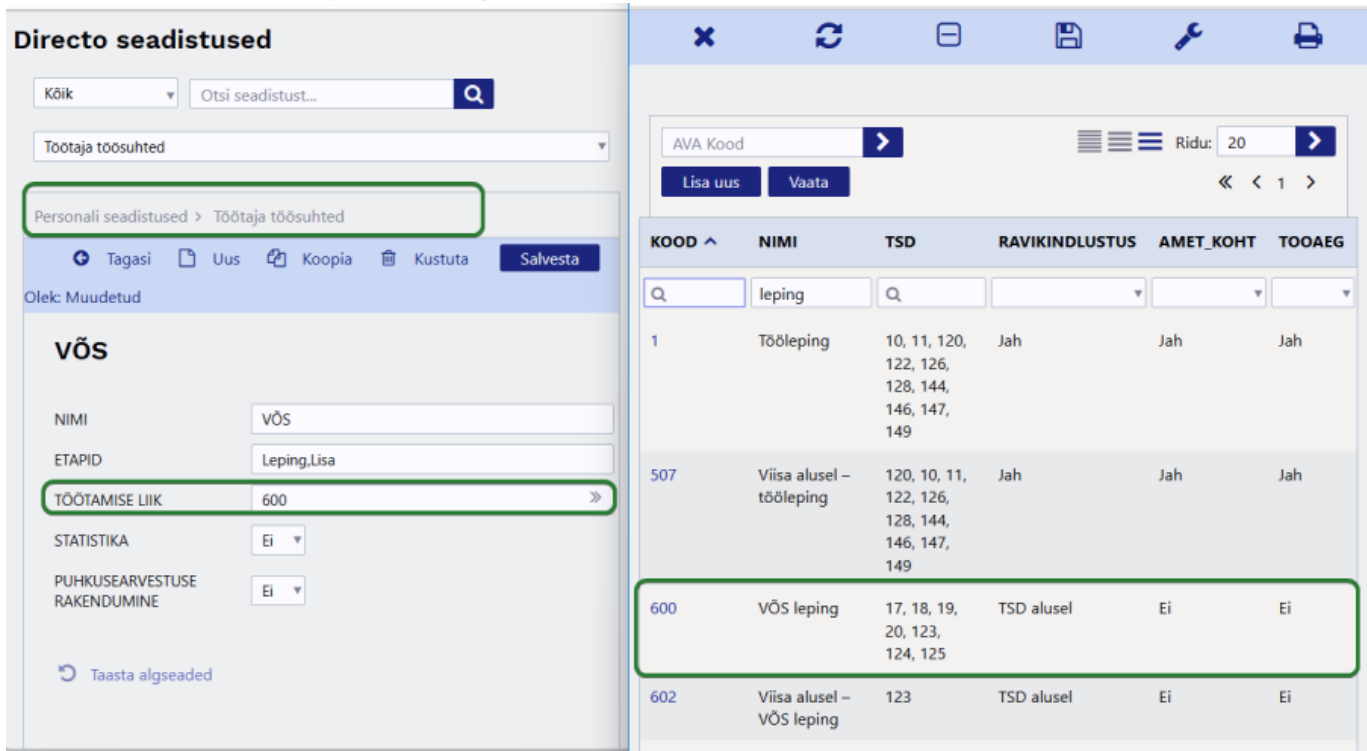 Directo seadistused
Kõik
Otsi seadistust...
Töötaja töösuhted
Personali seadistused > Töötaja töösuhted
Tagasi Uus Koopia Kustuta Salvesta
Olek: Muudetud
VÕS
NIMI VÕS
ETAPID Leping,Lisa
TÖÖTAMISE LIIK 600 »
STATISTIKA Ei
PUHKUSEARVESTUSE
RAKENDUMINE Ei
Taasta algseaded
AVA Kood
Ridu: 20
Lisa uus Vaata
« < 1 >
KOOD NIMI TSD RAVIKINDLUSTUS AMET_KOHT TOOAEG
leping
1 Tööleping 10, 11, 120, Jah Jah Jah
122, 126,
128, 144,
146, 147,
149
507 Viisa alusel – 120, 10, 11, Jah Jah Jah
tööleping 122, 126,
128, 144,
146, 147,
149
600 VÕS leping 17, 18, 19, TSD alusel Ei Ei
20, 123,
124, 125
602 Viisa alusel – 123 TSD alusel Ei Ei
VÕS leping